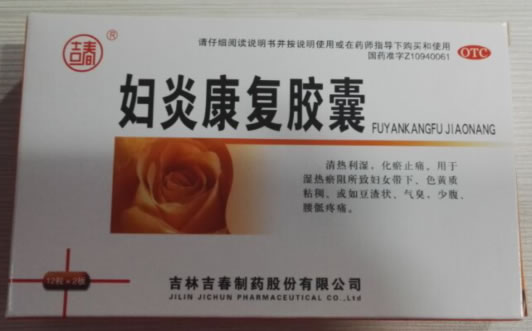 吉春
®
请仔细阅读说明书并按说明使用或在药师指导下购买和使用
国药准字Z10940061
OTC
妇炎康复胶囊
FUYANKANGFU JIAONANG
清热利湿，化瘀止痛。用于
湿热瘀阻所致妇女带下、色黄质
粘稠、或如豆渣状、气臭，少腹、
腰骶疼痛。
12粒×2板
吉林吉春制药股份有限公司
JILIN JICHUN PHARMACEUTICAL CO.,Ltd